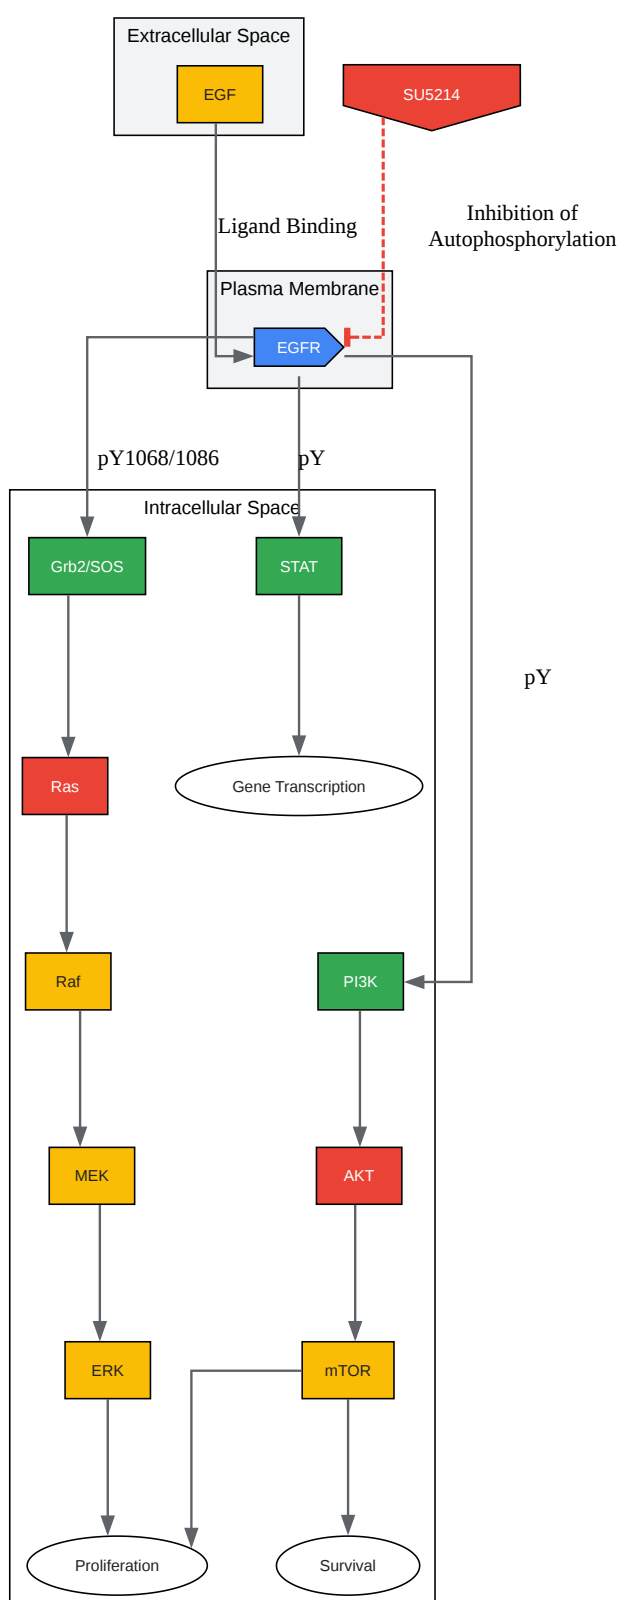 Extracellular Space
EGF
SU5214
Ligand Binding
Inhibition of
Autophosphorylation
Plasma Membrane
EGFR
pY1068/1086
pY
Intracellular Space
Grb2/SOS
STAT
pY
Ras
Gene Transcription
Raf
PI3K
MEK
AKT
ERK
mTOR
Proliferation
Survival